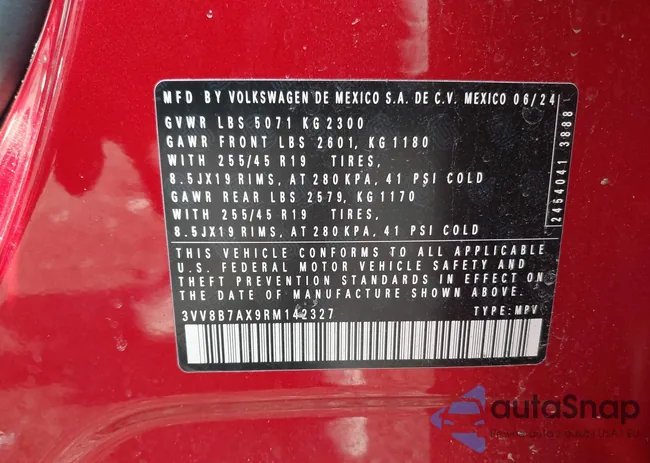 MFD BY VOLKSWAGEN DE MEXICO S.A. DE C.V. MEXICO 06/24
GVWR LBS 5071 KG 2300
GAWR FRONT LBS 2601, KG 1180
WITH 255/45 R19 TIRES,
8.5JX19 RIMS, AT 280 KPA, 41 PSI COLD
GAWR REAR LBS 2579, KG 1170
WITH 255/45 R19 TIRES,
8.5JX19 RIMS, AT 280 KPA, 41 PSI COLD
THIS VEHICLE CONFORMS TO ALL APPLICABLE
U.S. FEDERAL MOTOR VEHICLE SAFETY AND
THEFT PREVENTION STANDARDS IN EFFECT ON
THE DATE OF MANUFACTURE SHOWN ABOVE
3VV8B7AX9RM142327 TYPE: MPV
2454041 3888
autoSnap